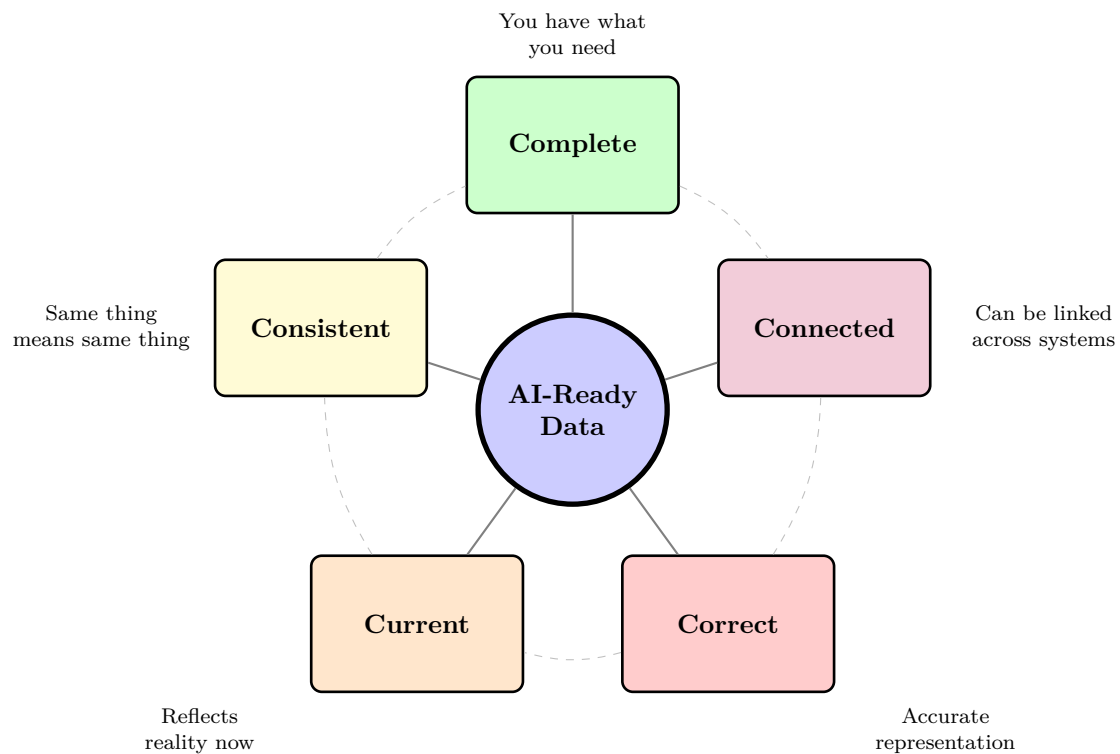 You have what
you need
Complete
Same thing
means same thing
Consistent
Connected
Can be linked
across systems
AI-Ready
Data
Current
Correct
Reflects
reality now
Accurate
representation